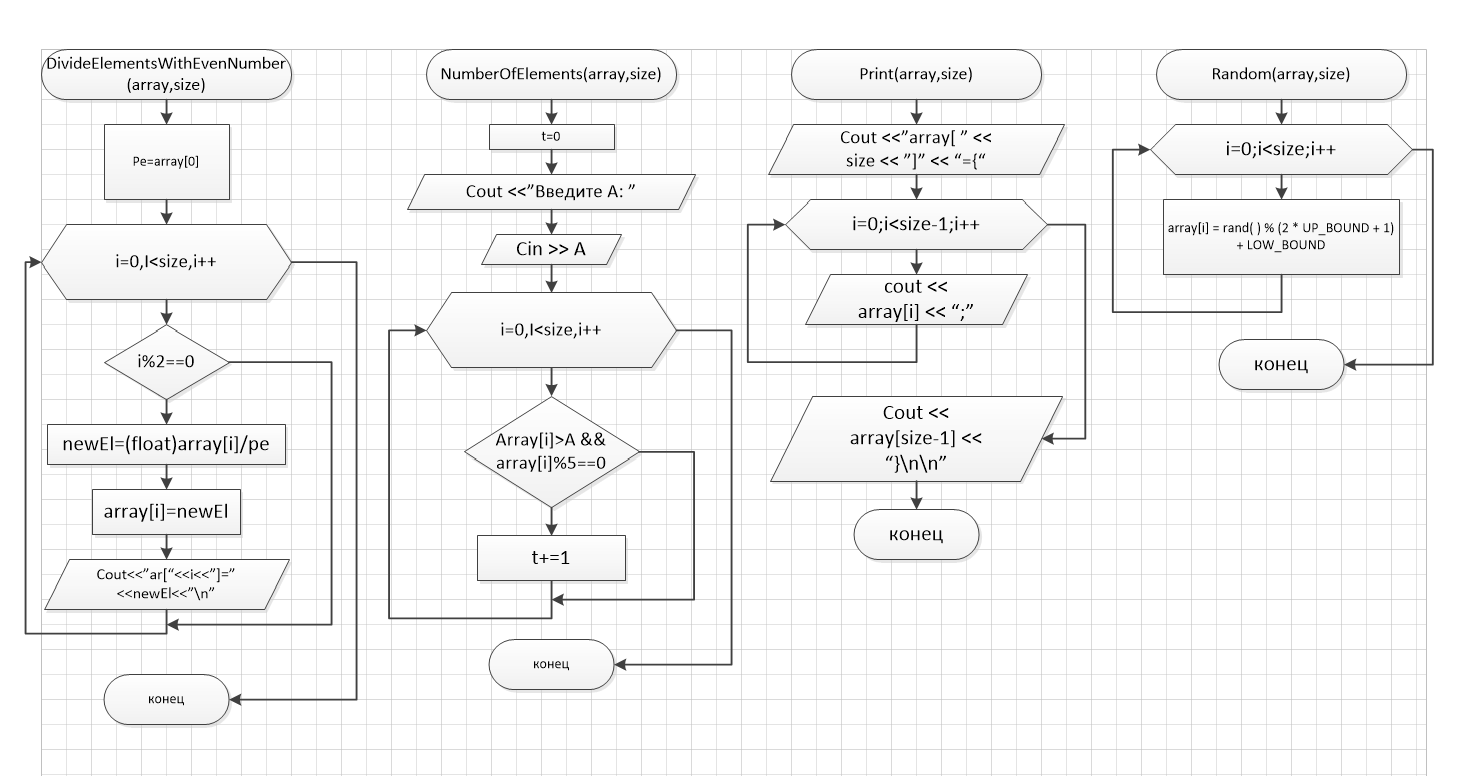 DivideElementsWithEvenNumber
(array,size)
Pe=array[0]
i=0,I<size,i++
i%2==0
newEl=(float)array[i]/pe
array[i]=newEl
Cout<<”ar[“<<i<<”]=”
<<newEl<<”\n”
конец
NumberOfElements(array,size)
t=0
Cout <<”Введите А: ”
Cin >> A
i=0,I<size,i++
Array[i]>A &&
array[i]%5==0
t+=1
конец
Print(array,size)
Cout <<”array[ ” <<
size << ”]” << “={“
i=0;i<size-1;i++
cout <<
array[i] << “;”
Cout <<
array[size-1] <<
“}\n\n”
конец
Random(array,size)
i=0;i<size;i++
array[i] = rand( ) % (2 * UP_BOUND + 1)
+ LOW_BOUND
конец